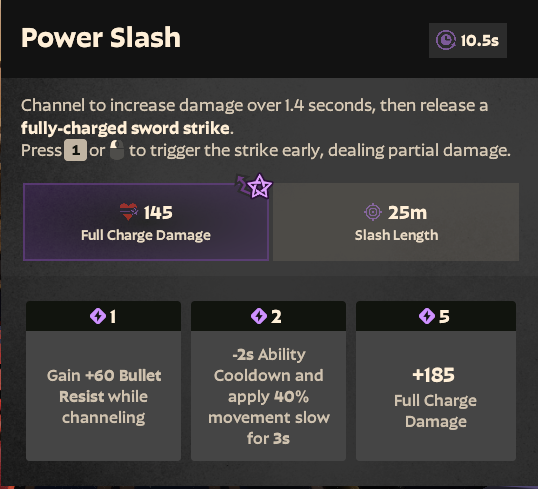 Power Slash
10.5s
Channel to increase damage over 1.4 seconds, then release a
fully-charged sword strike.
Press 1 or to trigger the strike early, dealing partial damage.
145
Full Charge Damage
25m
Slash Length
1
Gain +60 Bullet
Resist while
channeling
2
-2s Ability
Cooldown and
apply 40%
movement slow
for 3s
5
+185
Full Charge
Damage